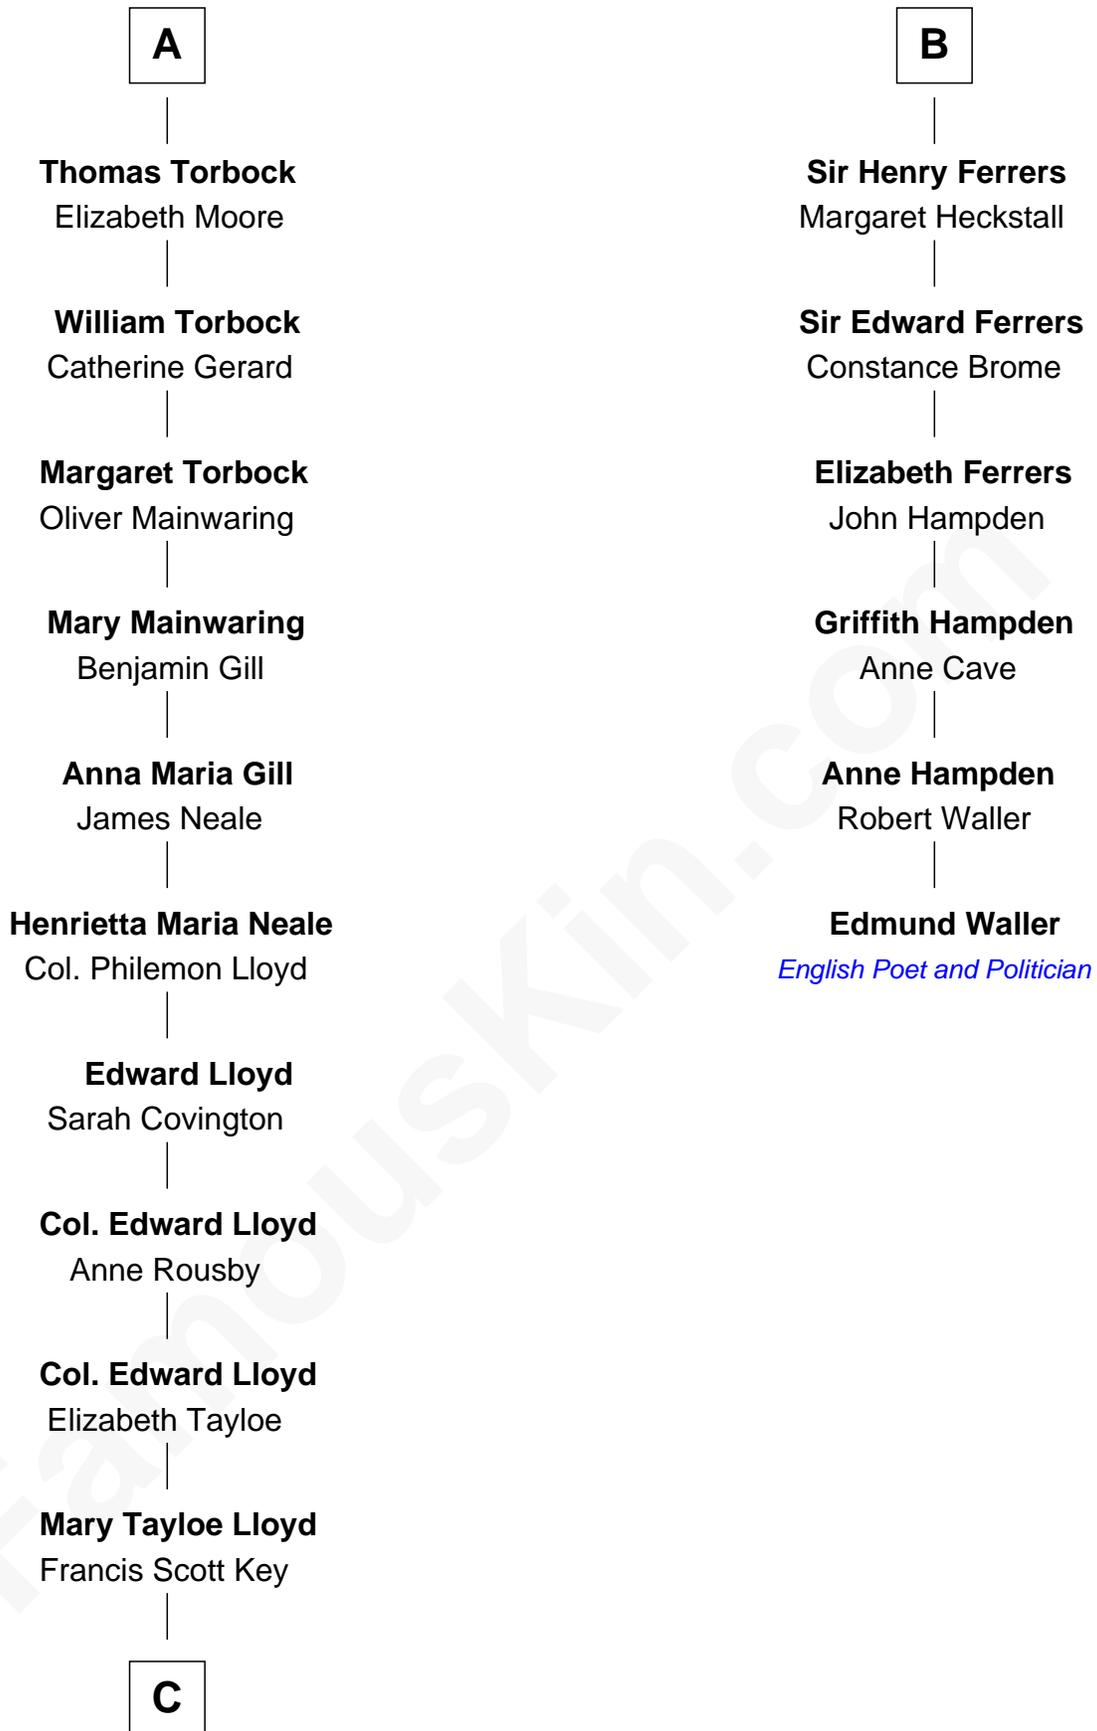 A
Thomas Torbock
Elizabeth Moore
William Torbock
Catherine Gerard
Margaret Torbock
Oliver Mainwaring
Mary Mainwaring
Benjamin Gill
Anna Maria Gill
James Neale
Henrietta Maria Neale
Col. Philemon Lloyd
Edward Lloyd
Sarah Covington
Col. Edward Lloyd
Anne Rousby
Col. Edward Lloyd
Elizabeth Tayloe
Mary Tayloe Lloyd
Francis Scott Key
C
B
Sir Henry Ferrers
Margaret Heckstall
Sir Edward Ferrers
Constance Brome
Elizabeth Ferrers
John Hampden
Griffith Hampden
Anne Cave
Anne Hampden
Robert Waller
Edmund Waller
English Poet and Politician
FamousKin.com